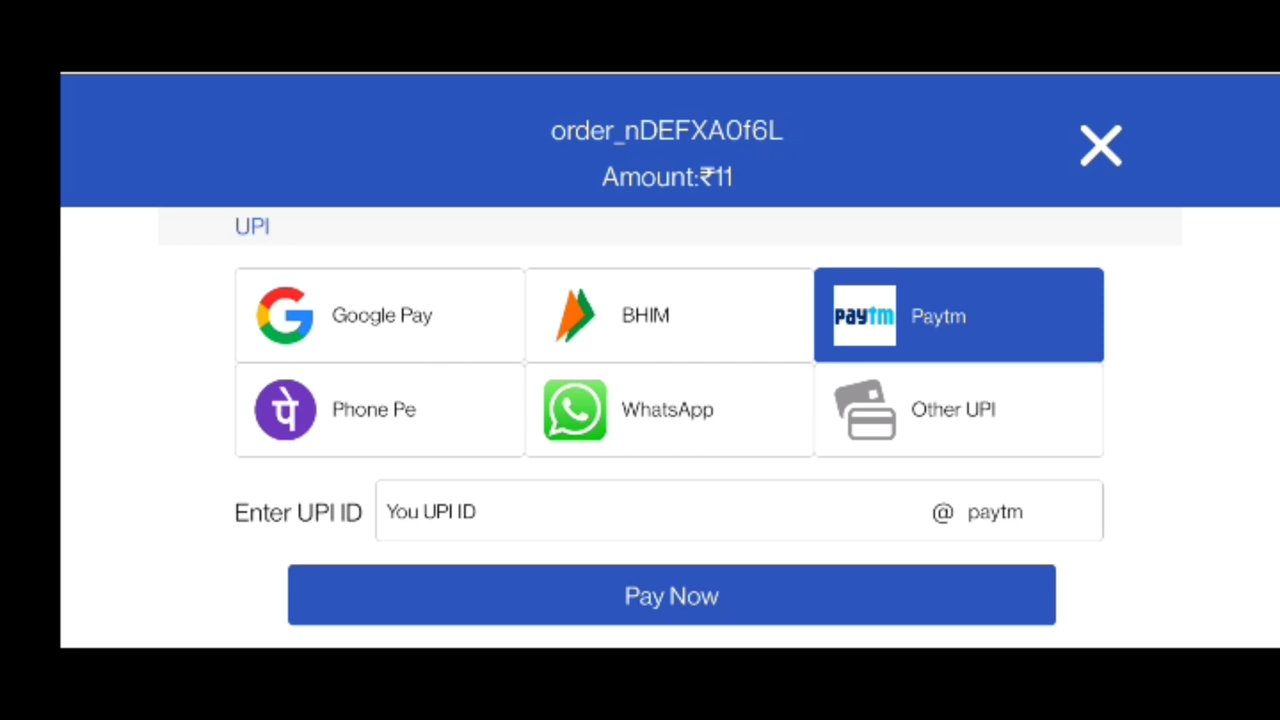 order_nDEFXA0f6L
Amount:₹11
UPI
Google Pay
BHIM
paytm Paytm
पे Phone Pe
WhatsApp
Other UPI
Enter UPI ID You UPI ID @ paytm
Pay Now